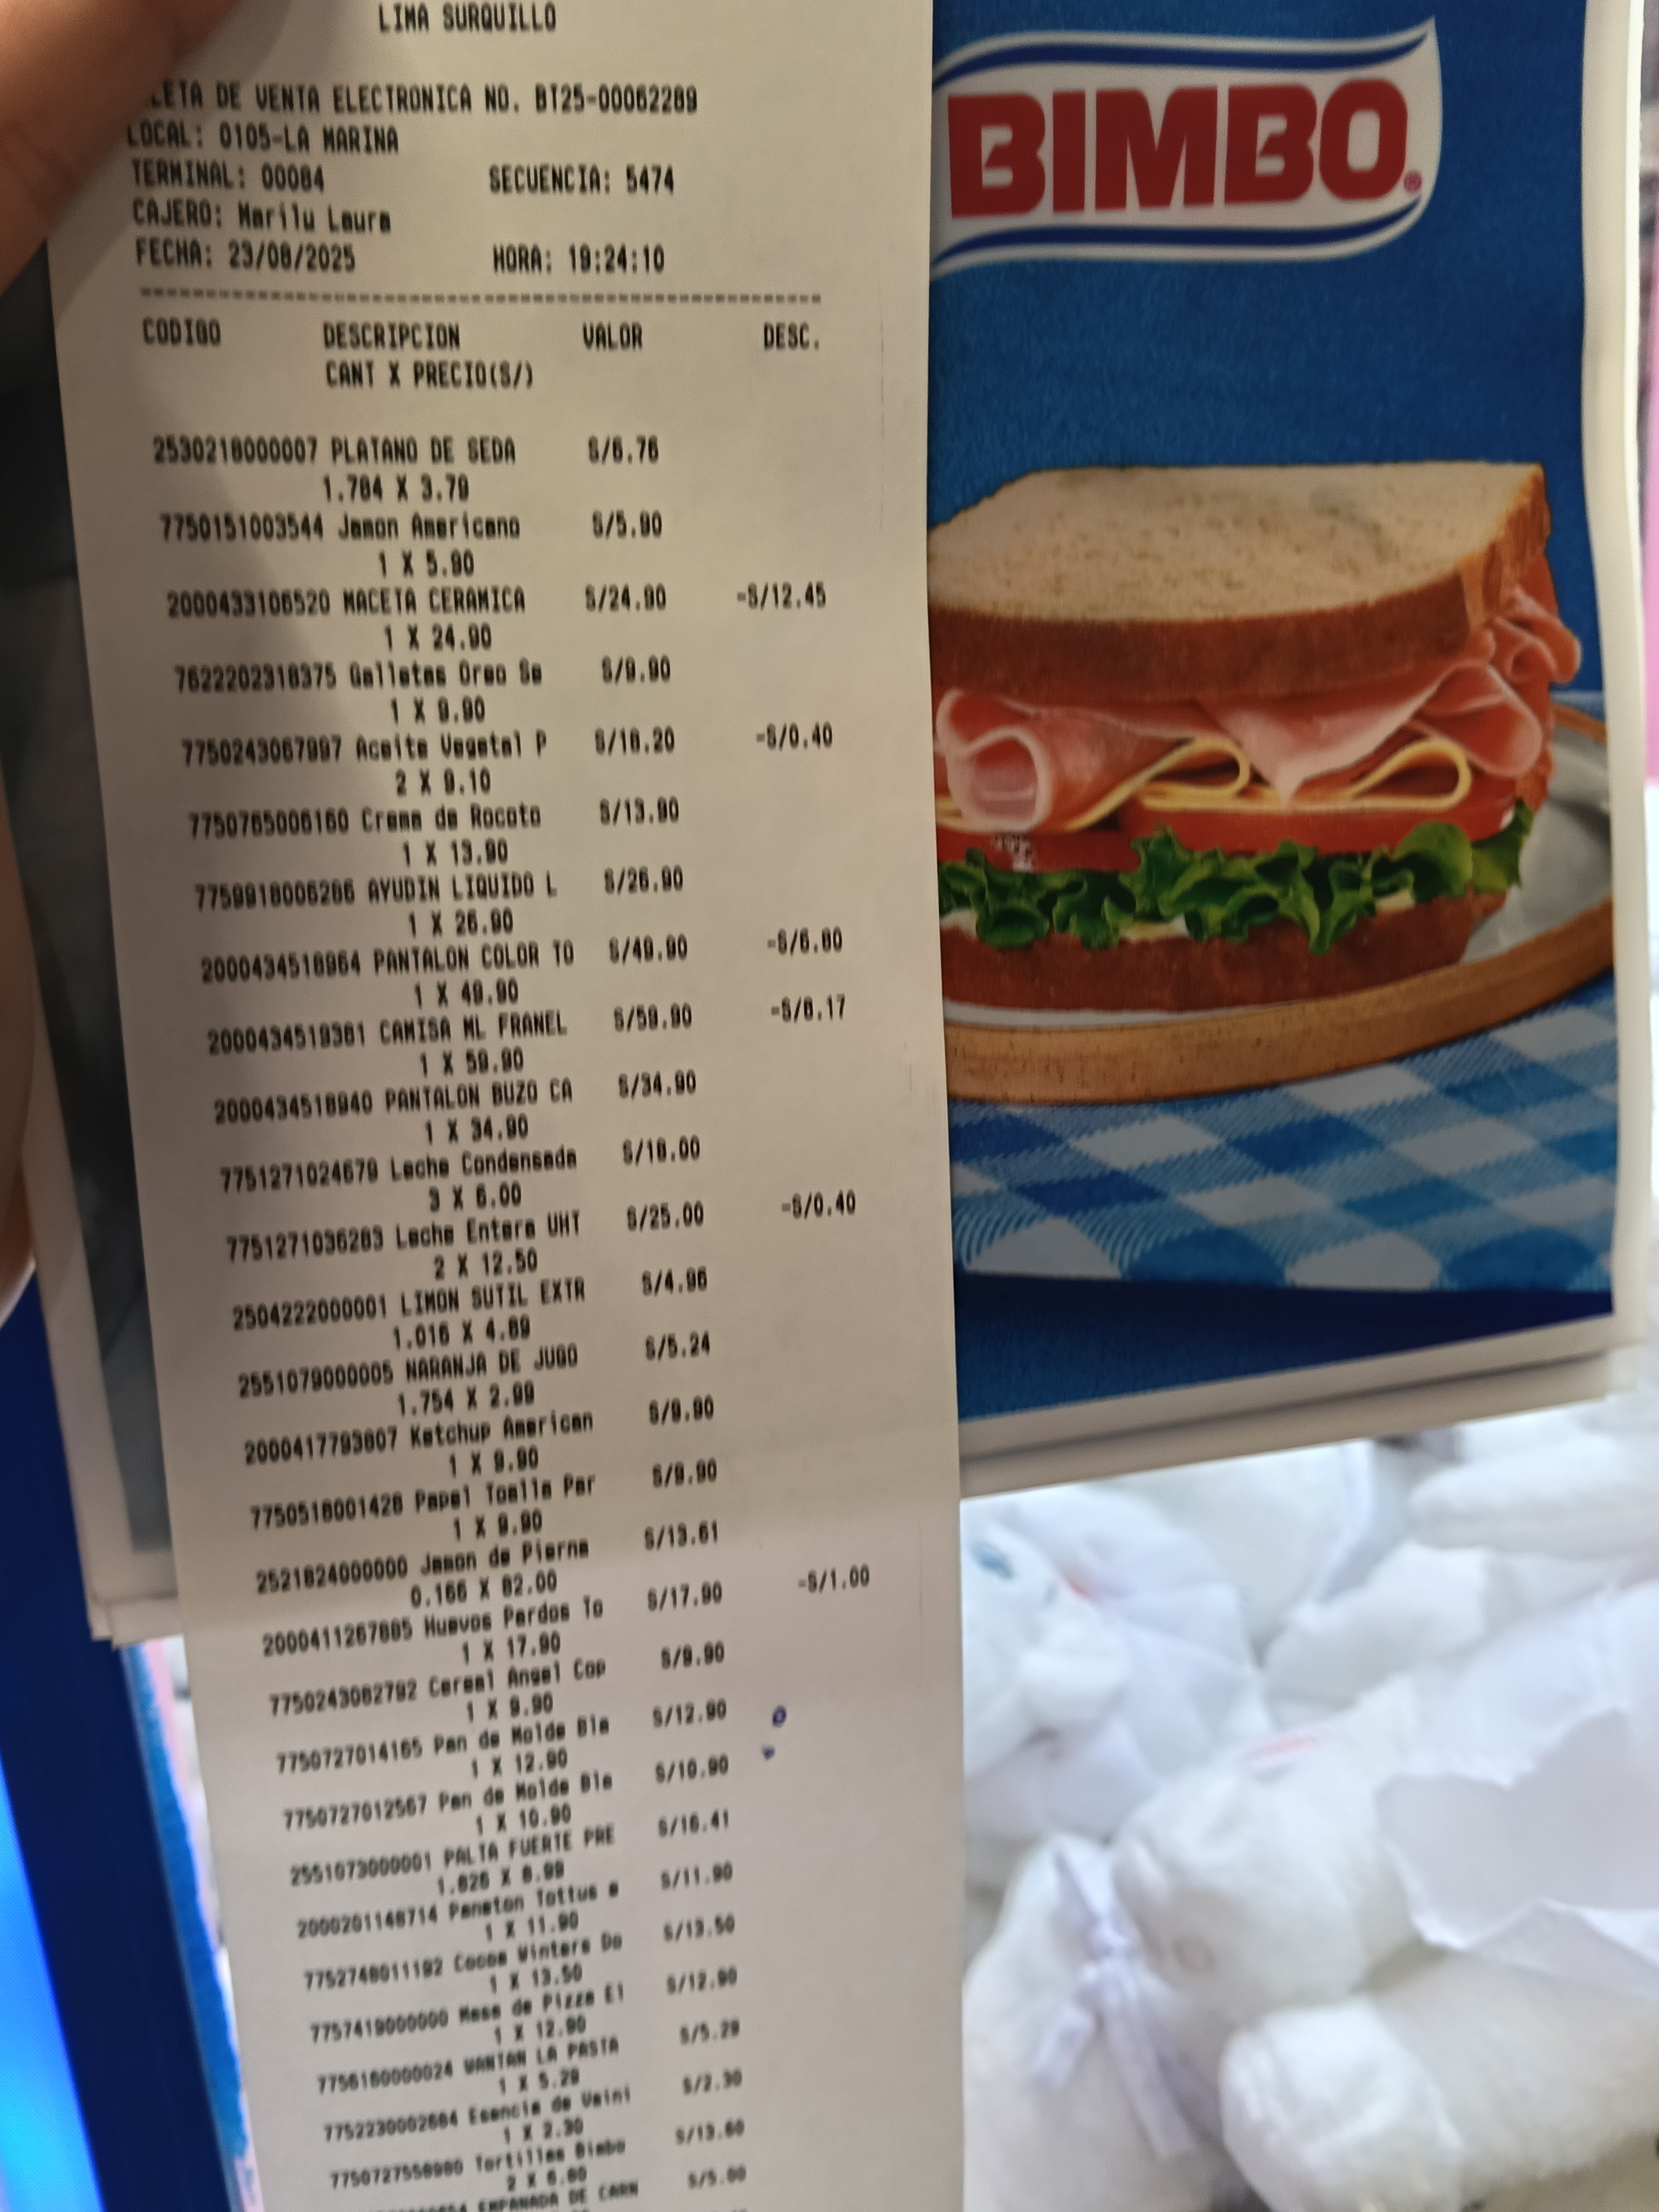 LIMA SURQUILLO
LETA DE VENTA ELECTRONICA NO. BT25-00062289
LOCAL: 0105-LA MARINA
TERMINAL: 00084 SECUENCIA: 5474
CAJERO: Marilu Laura
FECHA: 23/08/2025 HORA: 19:24:10
CODIGO DESCRIPCION VALOR DESC.
CANT X PRECIO(S/)
2530218000007 PLATANO DE SEDA S/6.76
1.784 X 3.79
7750151003544 Jamon Americano S/5.90
1 X 5.90
2000433106520 MACETA CERAMICA S/24.90 -S/12.45
1 X 24.90
7622202318375 Galletas Oreo Se S/9.90
1 X 9.90
7750243067997 Aceite Vegetal P S/18.20 -S/0.40
2 X 9.10
7750765006160 Crema de Rocoto S/13.90
1 X 13.90
7759918006286 AYUDIN LIQUIDO L S/26.90
1 X 26.90
2000434518964 PANTALON COLOR TO S/49.90 -S/6.80
1 X 49.90
2000434519381 CAMISA ML FRANEL S/59.90 -S/8.17
1 X 59.90
2000434518940 PANTALON BUZO CA S/34.90
1 X 34.90
7751271024679 Leche Condensada S/18.00
3 X 6.00
7751271036283 Leche Entera UHT S/25.00 -S/0.40
2 X 12.50
2504222000001 LIMON SUTIL EXTR S/4.96
1.016 X 4.89
2551079000005 NARANJA DE JUGO S/5.24
1.754 X 2.99
2000417793807 Ketchup American S/9.90
1 X 9.90
7750518001428 Papel Toalla Par S/9.90
1 X 9.90
2521824000000 Jamon de Pierna S/13.61
0.166 X 82.00
2000411267885 Huevos Pardos To S/17.90 -S/1.00
1 X 17.90
7750243062792 Cereal Angel Cop S/9.90
1 X 9.90
7750727014165 Pan de Molde Bla S/12.90
1 X 12.90
7750727012567 Pan de Molde Bla S/10.90
1 X 10.90
2551073000001 PALTA FUERTE PRE S/16.41
1.826 X 8.99
2000201148714 Paneton Tottus S/11.90
1 X 11.90
7752748011192 Cocoa Winters Do S/13.50
1 X 13.50
7757419000000 Masa de Pizza El S/12.90
1 X 12.90
7756160000024 WANTAN LA PASTA S/5.29
1 X 5.29
7752230002684 Esencia de Vaini S/2.30
1 X 2.30
7750727558980 Tortillas Bimbo S/13.60
2 X 6.80
EMPANADA DE CARN S/5.00
BIMBO